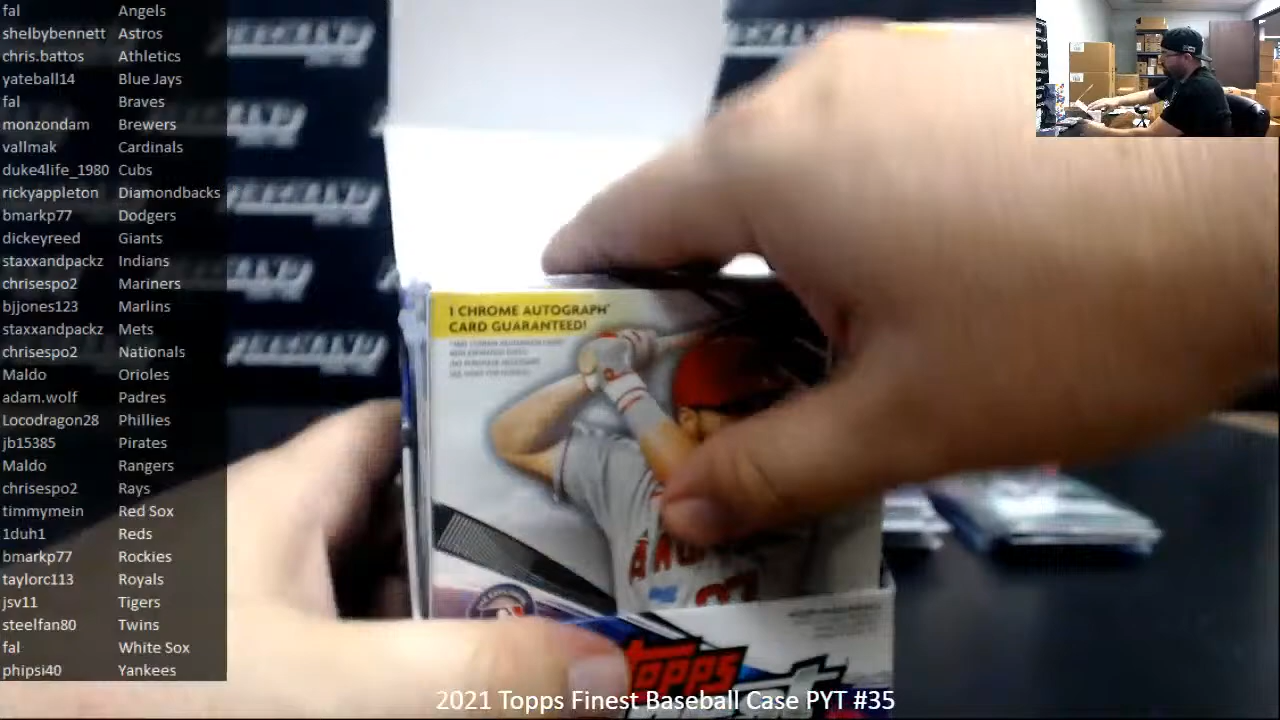 fal Angels
shelbybennett Astros
chris.battos Athletics
yateball14 Blue Jays
fal Braves
monzondam Brewers
vallmak Cardinals
duke4life_1980 Cubs
rickyappleton Diamondbacks
bmarkp77 Dodgers
dickeyreed Giants
staxxandpackz Indians
chrisespo2 Mariners
bjjones123 Marlins
staxxandpackz Mets
chrisespo2 Nationals
Maldo Orioles
adam.wolf Padres
Locodragon28 Phillies
jb15385 Pirates
Maldo Rangers
chrisespo2 Rays
timmymein Red Sox
1duh1 Reds
bmarkp77 Rockies
taylorc113 Royals
jsv11 Tigers
steelfan80 Twins
fal White Sox
phipsi40 Yankees
1 CHROME AUTOGRAPH
CARD GUARANTEED!
TOPPS
2021 Topps Finest Baseball Case PYT #35